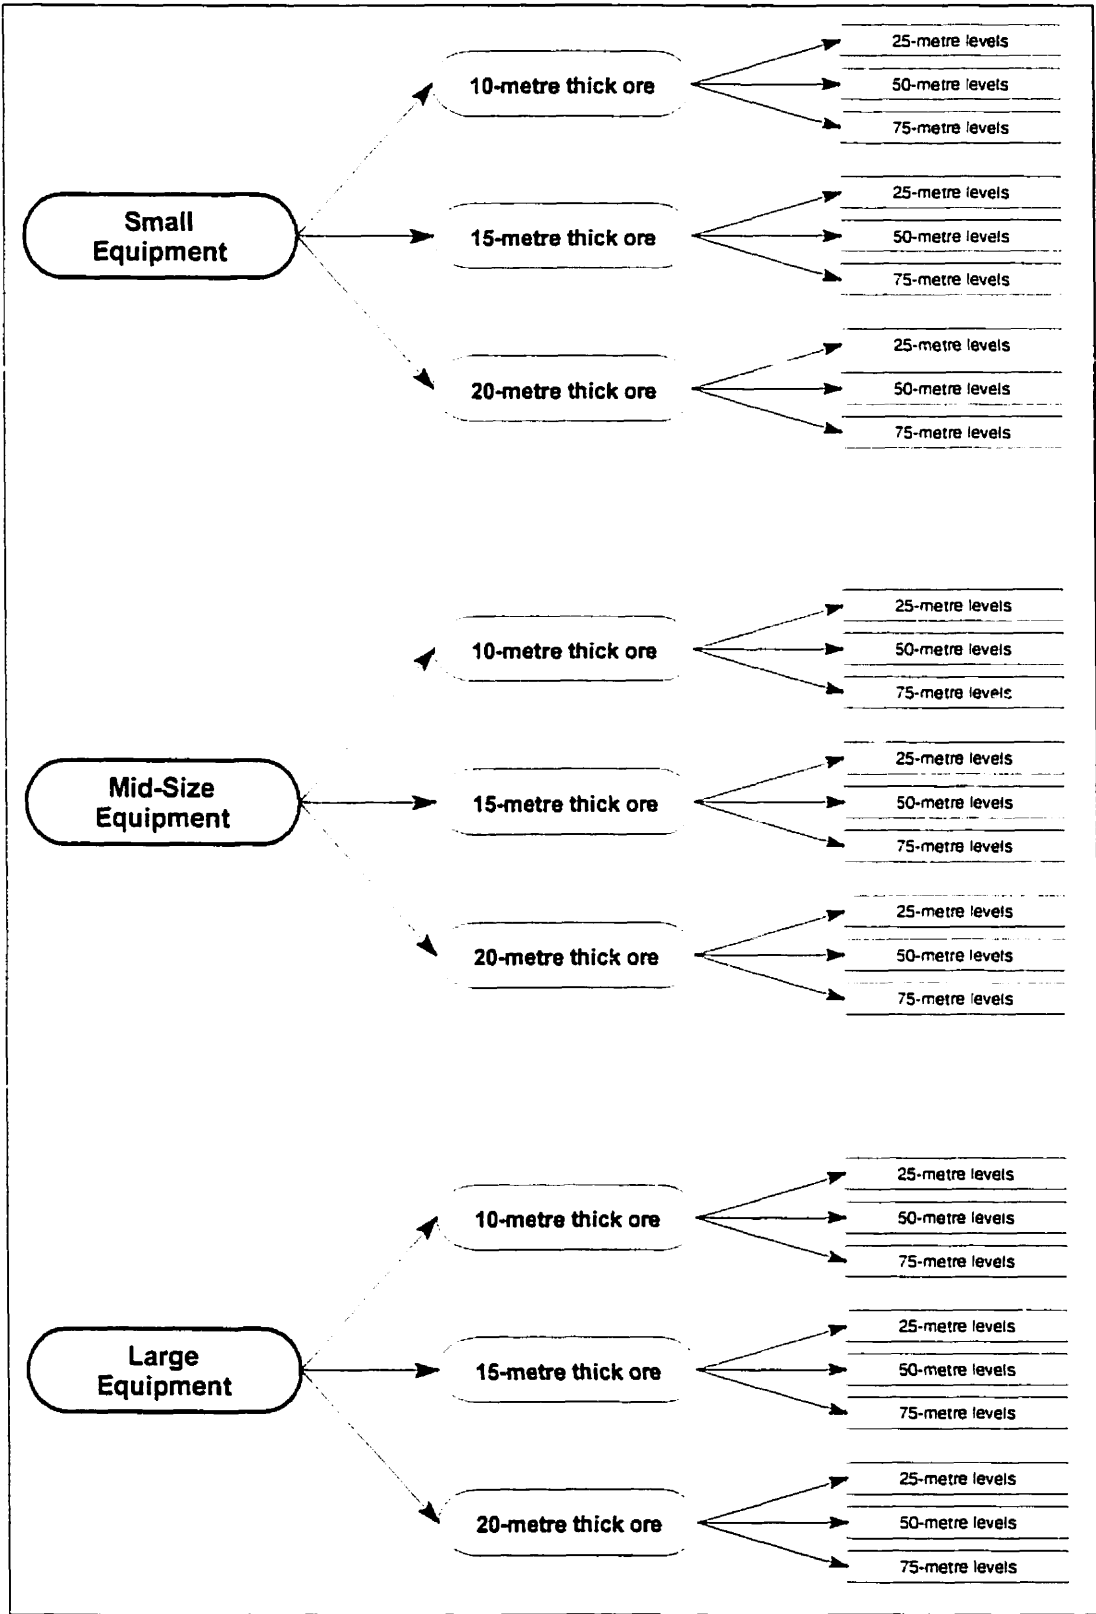 Small
Equipment
10-metre thick ore
25-metre levels
50-metre levels
75-metre levels
15-metre thick ore
25-metre levels
50-metre levels
75-metre levels
20-metre thick ore
25-metre levels
50-metre levels
75-metre levels
Mid-Size
Equipment
10-metre thick ore
25-metre levels
50-metre levels
75-metre levels
15-metre thick ore
25-metre levels
50-metre levels
75-metre levels
20-metre thick ore
25-metre levels
50-metre levels
75-metre levels
Large
Equipment
10-metre thick ore
25-metre levels
50-metre levels
75-metre levels
15-metre thick ore
25-metre levels
50-metre levels
75-metre levels
20-metre thick ore
25-metre levels
50-metre levels
75-metre levels